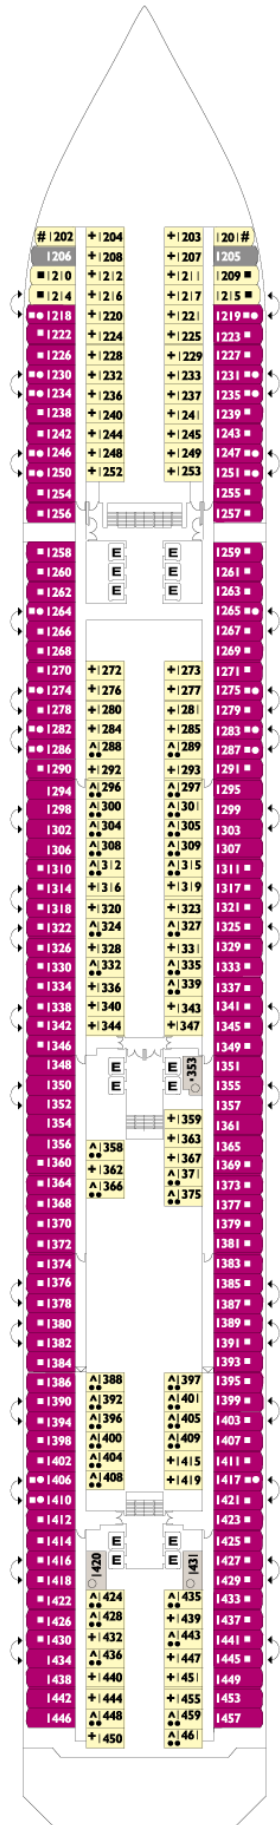 # 1202 +1204 +1203 1201 #
1206 +1208 +1207 1205
■ 1210 +1212 +1211 1209 ■
■ 1214 +1216 +1217 1215 ■
■● 1218 +1220 +1221 1219 ■●
■ 1222 +1224 +1225 1223 ■
■ 1226 +1228 +1229 1227 ■
■● 1230 +1232 +1233 1231 ■●
■● 1234 +1236 +1237 1235 ■●
■ 1238 +1240 +1241 1239 ■
■ 1242 +1244 +1245 1243 ■
■● 1246 +1248 +1249 1247 ■●
■● 1250 +1252 +1253 1251 ■●
■ 1254 1255 ■
■ 1256 1257 ■
■ 1258 E E 1259 ■
■ 1260 E E 1261 ■
■ 1262 E E 1263 ■
■● 1264 1265 ■●
■ 1266 1267 ■
■ 1268 1269 ■
■ 1270 +1272 +1273 1271 ■
■● 1274 +1276 +1277 1275 ■●
■ 1278 +1280 +1281 1279 ■
■● 1282 +1284 +1285 1283 ■●
■● 1286 ^●● 1288 ^●● 1289 1287 ■●
■ 1290 +1292 +1293 1291 ■
1294 ^●● 1296 ^●● 1297 1295
1298 ^●● 1300 ^●● 1301 1299
1302 ^●● 1304 ^●● 1305 1303
1306 ^●● 1308 ^●● 1309 1307
■ 1310 ^●● 1312 ^●● 1315 1311 ■
■ 1314 +1316 +1319 1317 ■
■ 1318 +1320 +1323 1321 ■
■ 1322 ^●● 1324 ^●● 1327 1325 ■
■ 1326 +1328 +1331 1329 ■
■ 1330 ^●● 1332 ^●● 1335 1333 ■
■ 1334 +1336 ^●● 1339 1337 ■
■ 1338 +1340 +1343 1341 ■
■ 1342 +1344 +1347 1345 ■
■ 1346 1349 ■
1348 E E 1353 1351
1350 E E 1355
1352 1357
1354 +1359 1361
1356 ^●● 1358 +1363 1365
■ 1360 +1362 +1367 1369 ■
■ 1364 ^●● 1366 ^●● 1371 1373 ■
■ 1368 ^●● 1375 1377 ■
■ 1370 1379 ■
■ 1372 1381 ■
■ 1374 1383 ■
■ 1376 1385 ■
■ 1378 1387 ■
■ 1380 1389 ■
■ 1382 1391 ■
■ 1384 1393 ■
■ 1386 ^●● 1388 ^●● 1397 1395 ■
■ 1390 ^●● 1392 ^●● 1401 1399 ■
■ 1394 ^●● 1396 ^●● 1405 1403 ■
■ 1398 ^●● 1400 ^●● 1409 1407 ■
■ 1402 ^●● 1404 +1415 1411 ■
■● 1406 ^●● 1408 +1419 1417 ■●
■● 1410 1421 ■
■ 1412 1423 ■
■ 1414 E E 1425 ■
■ 1416 1420 E E 1431 1427 ■
■ 1418 1429 ■
■ 1422 ^●● 1424 ^●● 1435 1433 ■
■ 1426 ^●● 1428 +1439 1437 ■
■ 1430 +1432 ^●● 1443 1441 ■
■ 1434 ^●● 1436 +1447 1445 ■
1438 +1440 +1451 1449
1442 +1444 +1455 1453
1446 ^●● 1448 ^●● 1459 1457
+1450 ^●● 1461